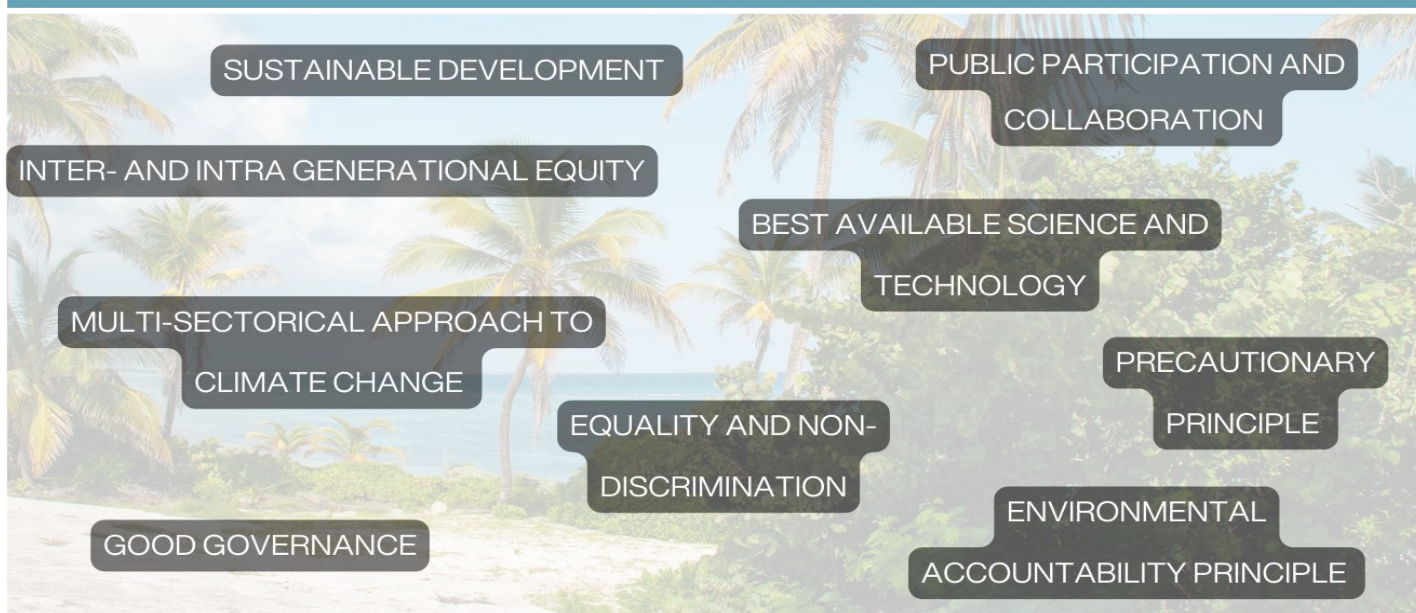 SUSTAINABLE DEVELOPMENT
PUBLIC PARTICIPATION AND
COLLABORATION
INTER- AND INTRA GENERATIONAL EQUITY
BEST AVAILABLE SCIENCE AND
TECHNOLOGY
MULTI-SECTORICAL APPROACH TO
CLIMATE CHANGE
PRECAUTIONARY
PRINCIPLE
EQUALITY AND NON-
DISCRIMINATION
ENVIRONMENTAL
ACCOUNTABILITY PRINCIPLE
GOOD GOVERNANCE